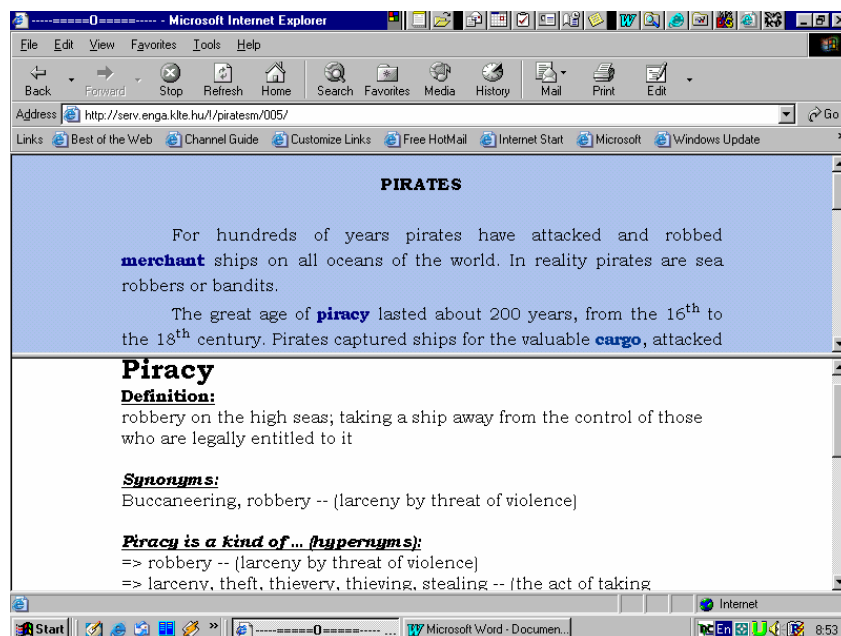 -----=====0=====----- - Microsoft Internet Explorer
File Edit View Favorites Tools Help
Back Forward Stop Refresh Home Search Favorites Media History Mail Print Edit
Address http://serv.enga.klte.hu/!/piratesm/005/ Go
Links Best of the Web Channel Guide Customize Links Free HotMail Internet Start Microsoft Windows Update
PIRATES
For hundreds of years pirates have attacked and robbed
merchant ships on all oceans of the world. In reality pirates are sea
robbers or bandits.
The great age of piracy lasted about 200 years, from the 16th to
the 18th century. Pirates captured ships for the valuable cargo, attacked
Piracy
Definition:
robbery on the high seas; taking a ship away from the control of those
who are legally entitled to it
Synonyms:
Buccaneering, robbery -- (larceny by threat of violence)
Piracy is a kind of ... (hypernyms):
=> robbery -- (larceny by threat of violence)
=> larceny, theft, thievery, thieving, stealing -- (the act of taking
Internet
Start » -----=====0=====----- ... Microsoft Word - Documen... En 8:53